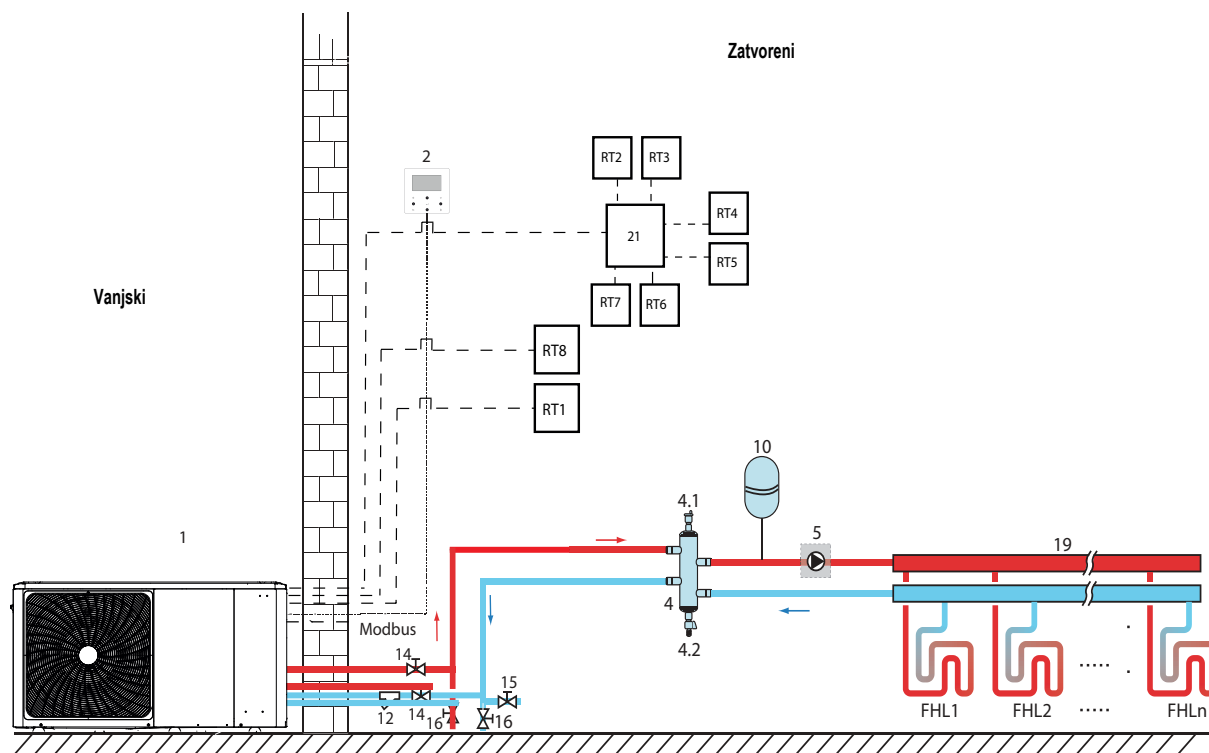 Zatvoreni
Vanjski
2
RT2
RT3
RT4
21
RT5
RT7
RT6
RT8
RT1
10
4.1
5
19
1
4
4.2
Modbus
14
15
12
14
16
16
FHL1
FHL2
.....
FHLn
.....